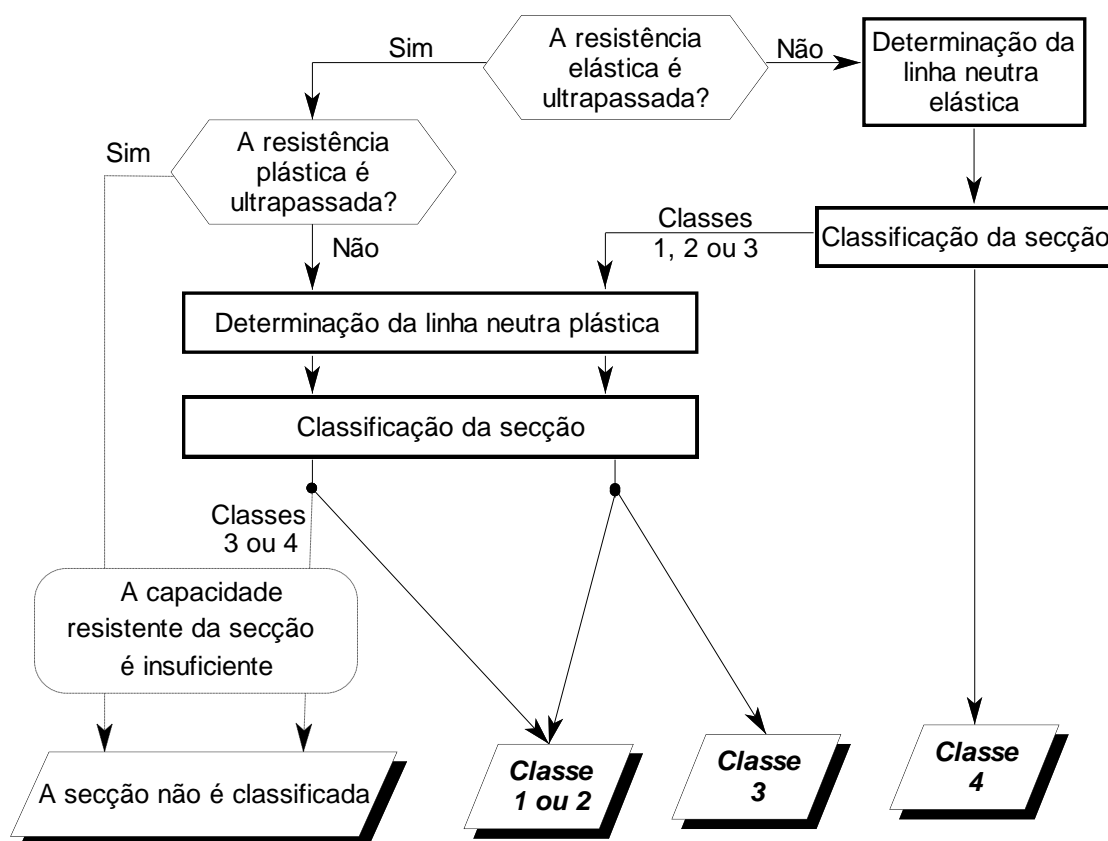 Sim
A resistência
elástica é
ultrapassada?
Não
Determinação da
linha neutra
elástica
Sim
A resistência
plástica é
ultrapassada?
Não
Classes
1, 2 ou 3
Classificação da secção
Determinação da linha neutra plástica
Classificação da secção
Classes
3 ou 4
A capacidade
resistente da secção
é insuficiente
A secção não é classificada
Classe
1 ou 2
Classe
3
Classe
4